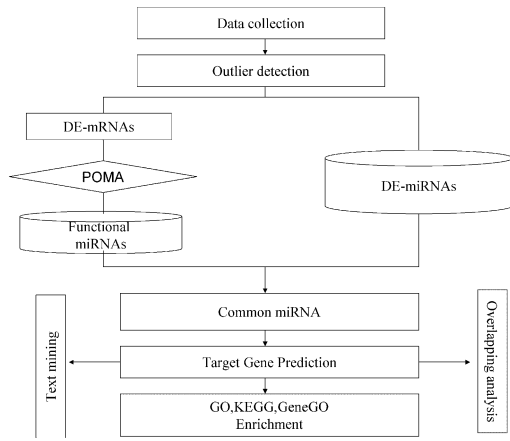 Data collection
Outlier detection
DE-mRNAs
POMA
Functional
miRNAs
DE-miRNAs
Common miRNA
Text mining
Target Gene Prediction
Overlapping analysis
GO,KEGG,GeneGO
Enrichment